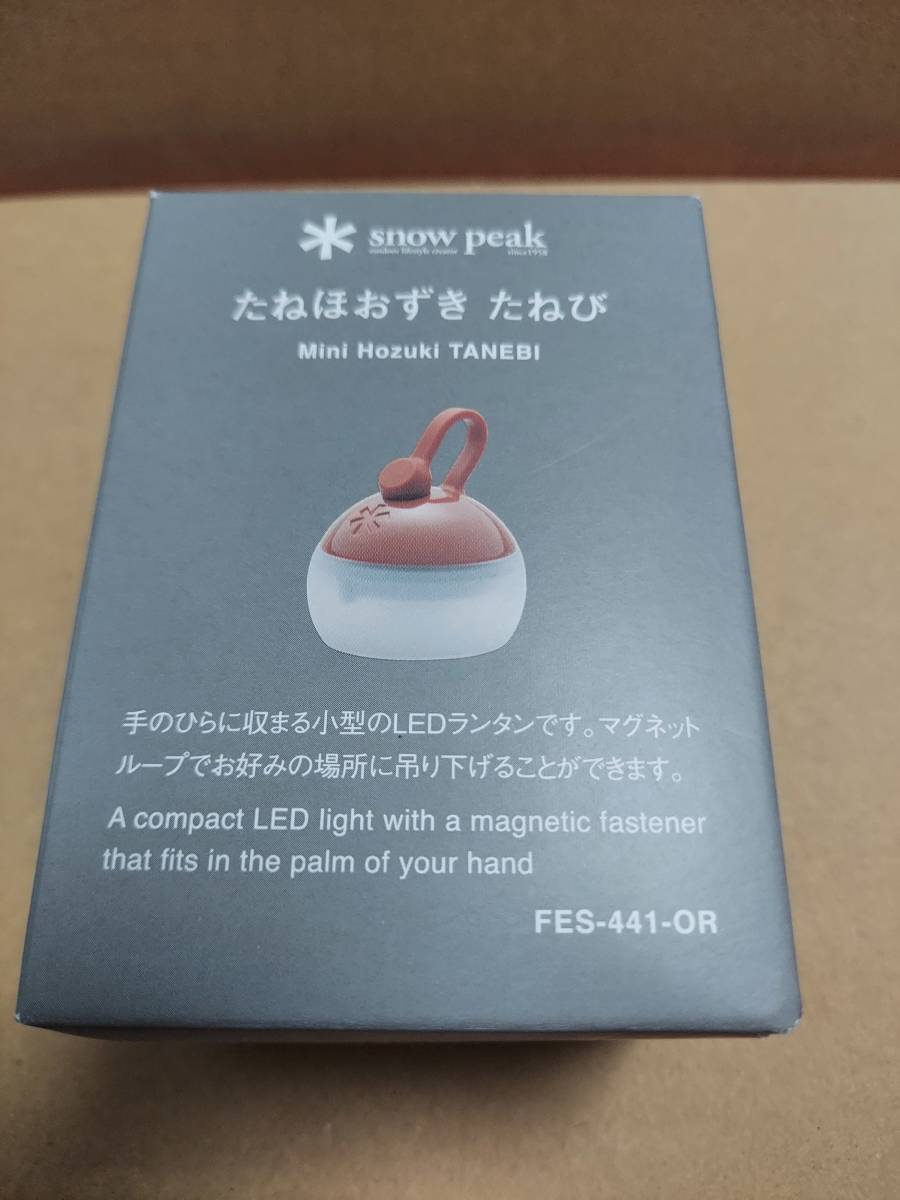 snow peak
outdoor lifestyle creator since1958
たねほおずき たねび
Mini Hozuki TANEBI
手のひらに収まる小型のLEDランタンです。マグネット
ループでお好みの場所に吊り下げることができます。
A compact LED light with a magnetic fastener
that fits in the palm of your hand
FES-441-OR